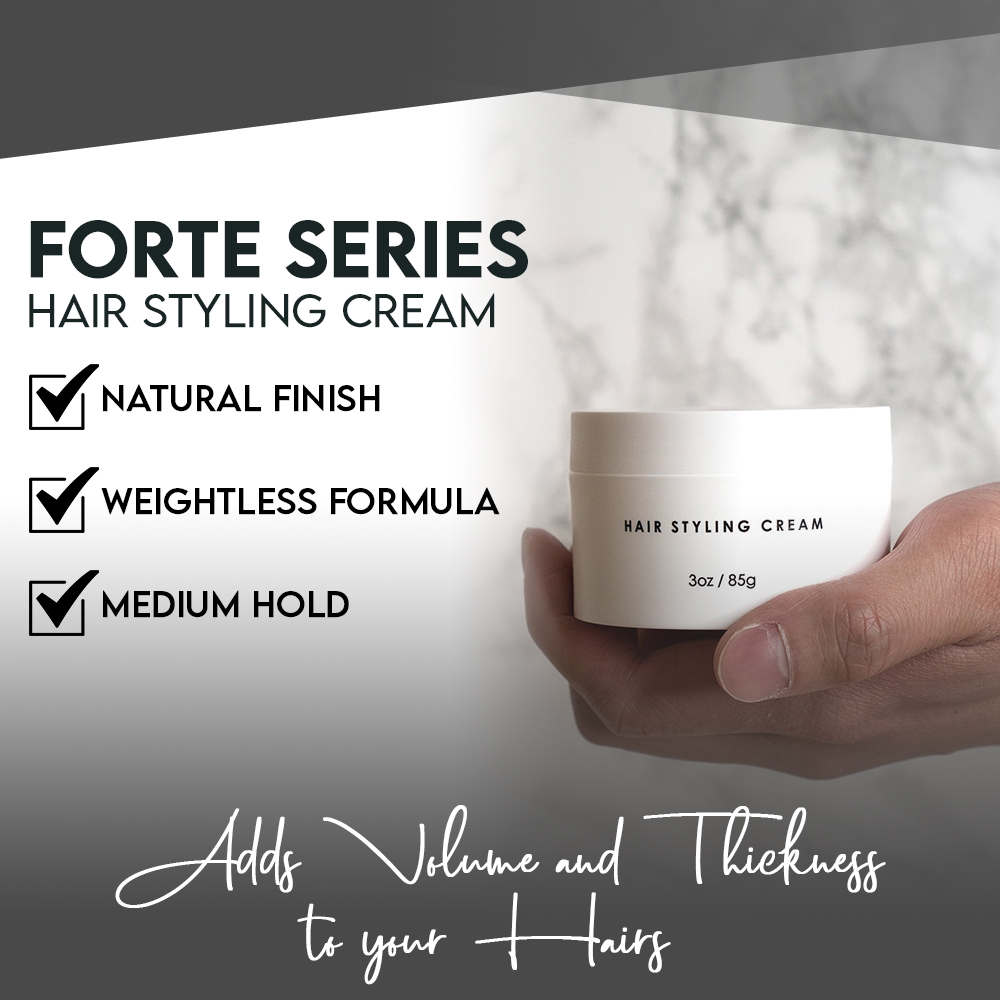 FORTE SERIES
HAIR STYLING CREAM
NATURAL FINISH
WEIGHTLESS FORMULA
MEDIUM HOLD
HAIR STYLING CREAM
3oz / 85g
Adds Volume and Thickness
to your Hairs